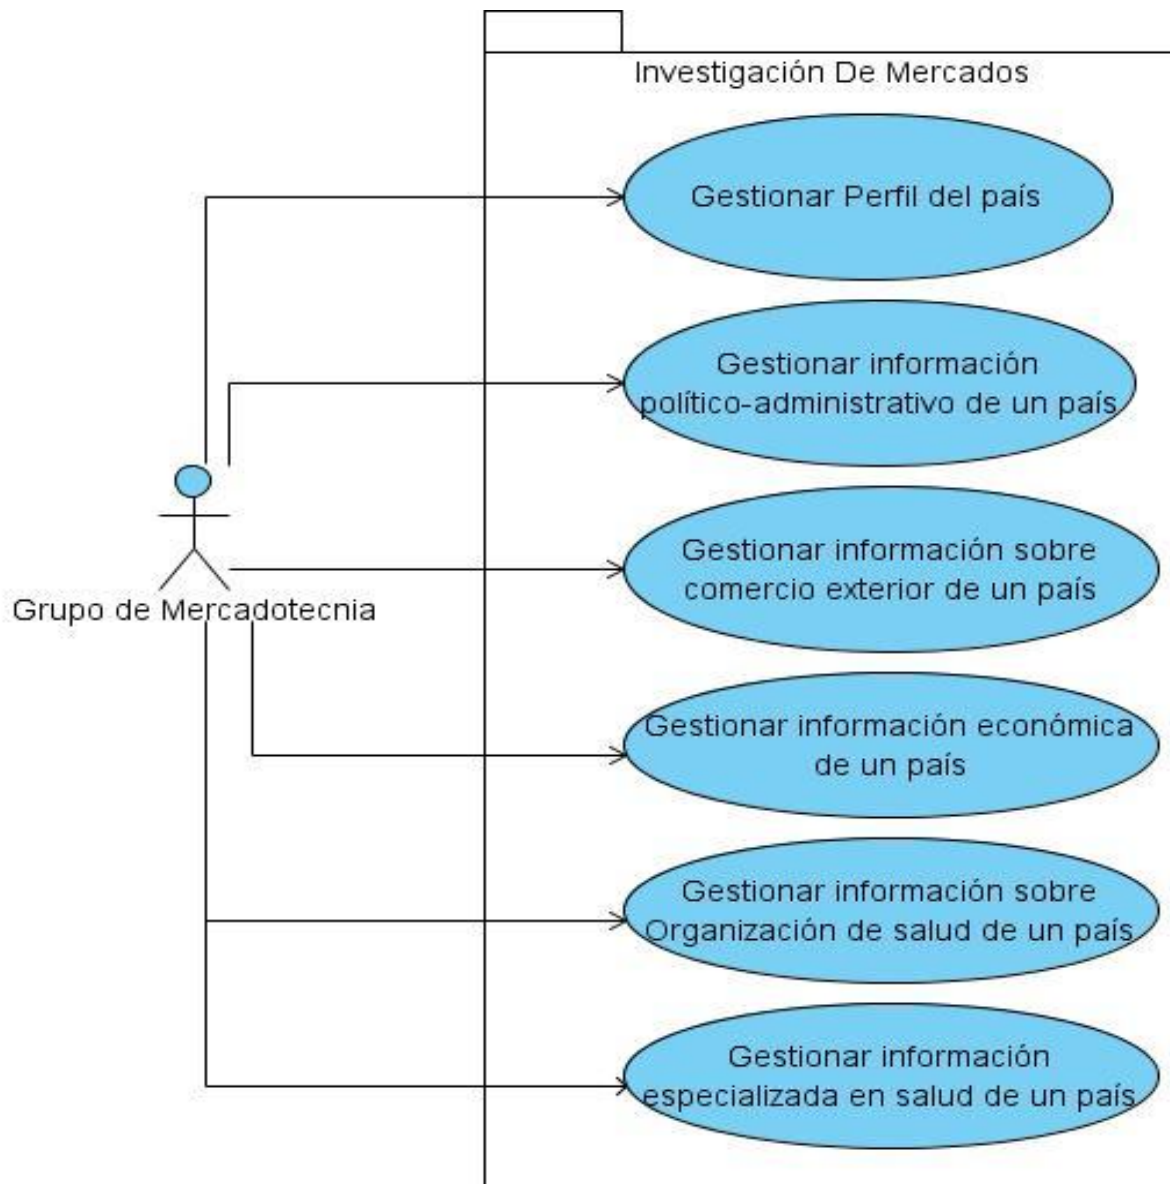 Investigación De Mercados
Gestionar Perfil del país
Gestionar información
político-administrativo de un país
Gestionar información sobre
comercio exterior de un país
Grupo de Mercadotecnia
Gestionar información económica
de un país
Gestionar información sobre
Organización de salud de un país
Gestionar información
especializada en salud de un país